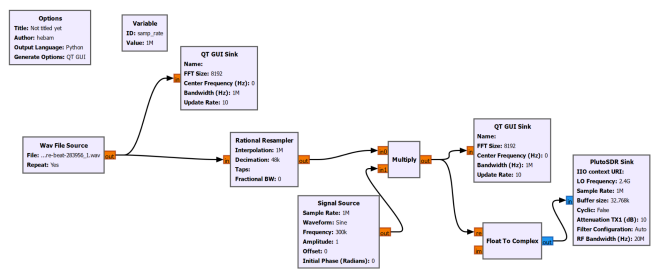 Options
Title: Not titled yet
Author: hebam
Output Language: Python
Generate Options: QT GUI
Variable
ID: samp_rate
Value: 1M
QT GUI Sink
Name:
FFT Size: 8192
Center Frequency (Hz): 0
Bandwidth (Hz): 1M
Update Rate: 10
in
Wav File Source
File: ...re-beat-283950_1.wav
Repeat: Yes
out
in
Rational Resampler
Interpolation: 1M
Decimation: 48k
Taps:
Fractional BW: 0
out
in0
in1
Multiply
out
Signal Source
Sample Rate: 1M
Waveform: Sine
Frequency: 300k
Amplitude: 1
Offset: 0
Initial Phase (Radians): 0
out
in
QT GUI Sink
Name:
FFT Size: 8192
Center Frequency (Hz): 0
Bandwidth (Hz): 1M
Update Rate: 10
re
im
Float To Complex
out
in
PlutoSDR Sink
IIO context URI:
LO Frequency: 2.4G
Sample Rate: 1M
Buffer size: 32.768k
Cyclic: False
Attenuation TX1 (dB): 10
Filter Configuration: Auto
RF Bandwidth (Hz): 20M